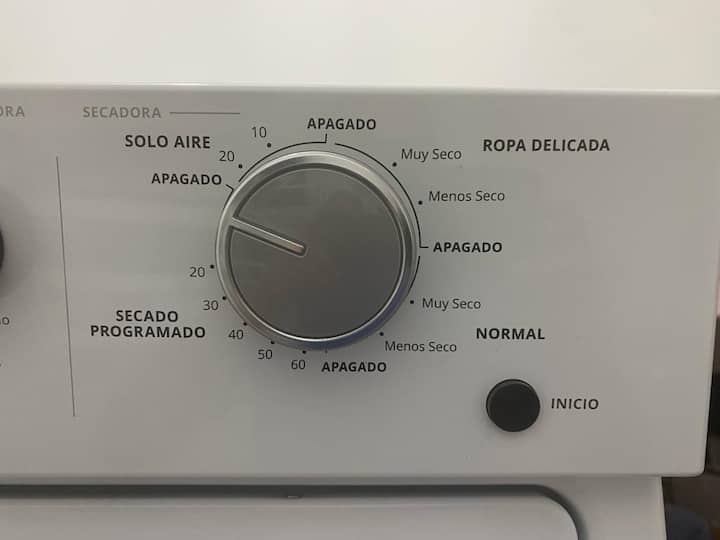 SECADORA
SOLO AIRE
10
20
APAGADO
APAGADO
Muy Seco
ROPA DELICADA
Menos Seco
APAGADO
20
30
40
50
60
SECADO
PROGRAMADO
APAGADO
Muy Seco
Menos Seco
NORMAL
INICIO